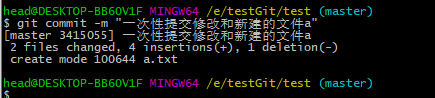 head@DESKTOP-BB6OV1F MINGW64 /e/testGit/test (master)
$ git commit -m "一次性提交修改和新建的文件a"
[master 3415055] 一次性提交修改和新建的文件a
 2 files changed, 4 insertions(+), 1 deletion(-)
 create mode 100644 a.txt

head@DESKTOP-BB6OV1F MINGW64 /e/testGit/test (master)
$